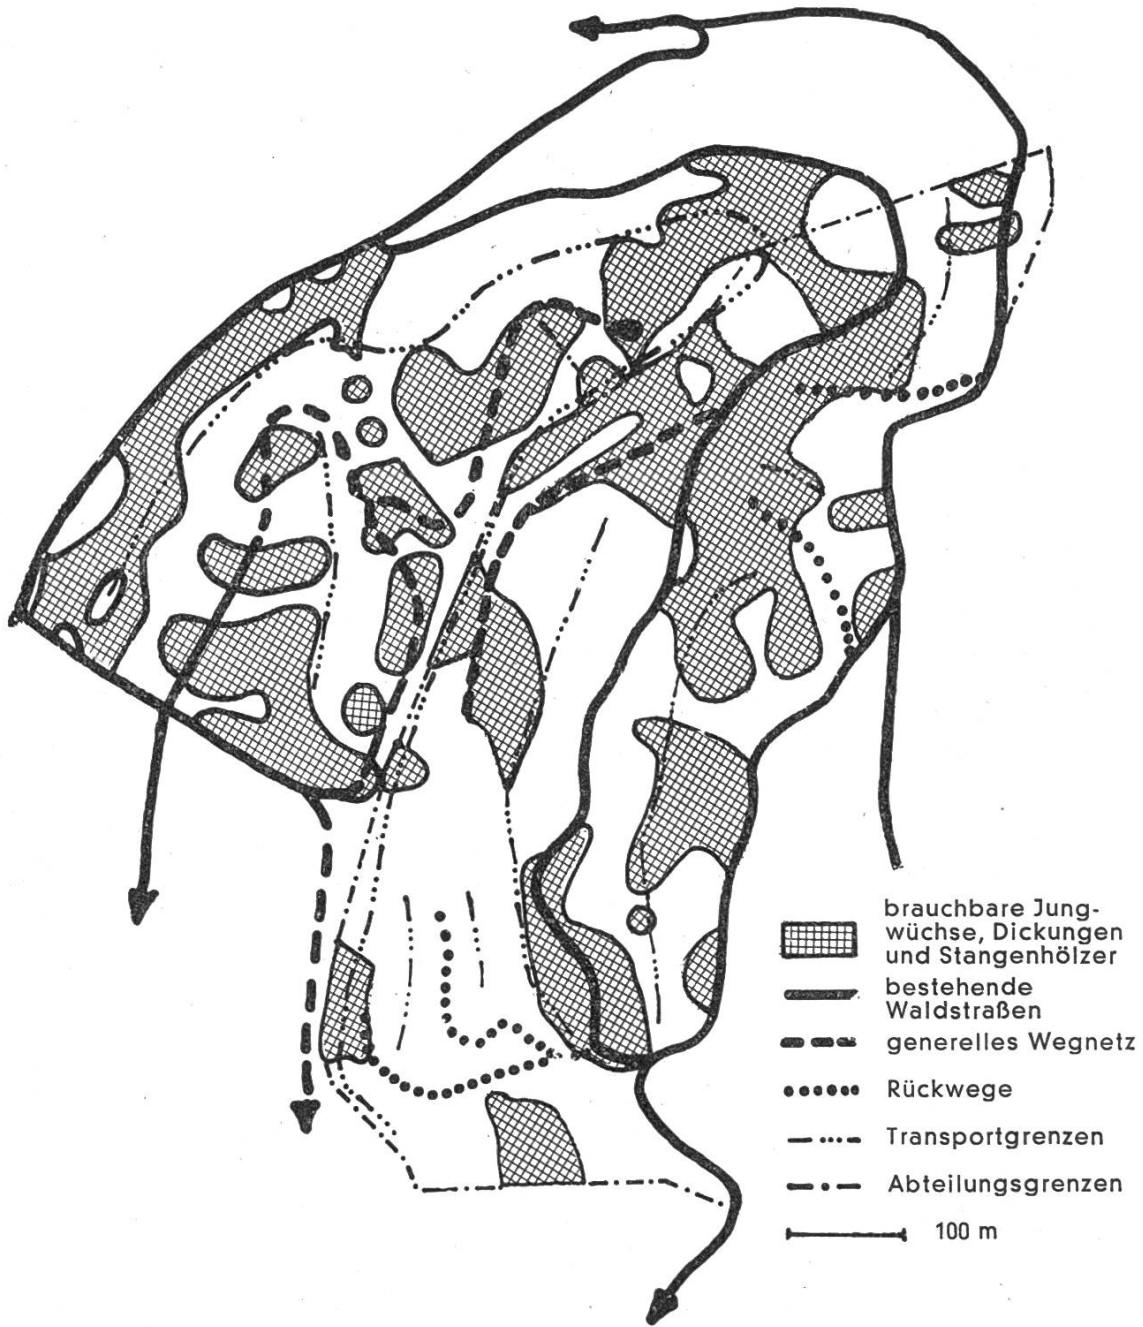 brauchbare Jung-
wüchse, Dickungen
und Stangenhölzer
bestehende
Waldstraßen
generelles Wegnetz
Rückwege
Transportgrenzen
Abteilungsgrenzen
100 m